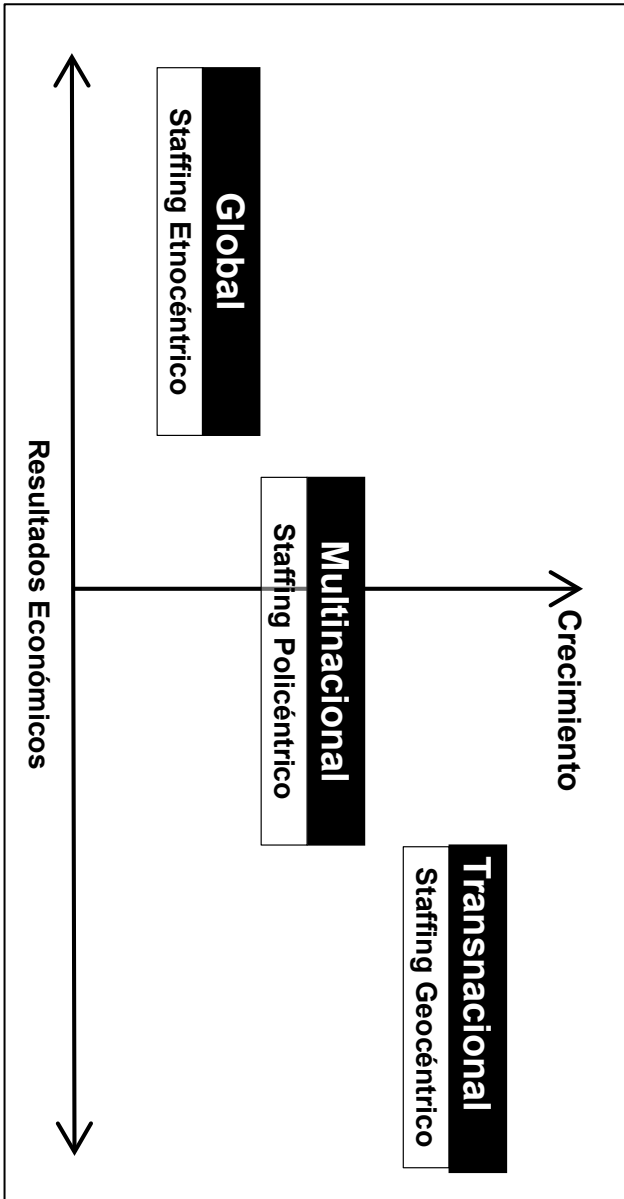 Crecimiento
Transnacional
Staffing Geocéntrico
Multinacional
Staffing Policéntrico
Global
Staffing Etnocéntrico
Resultados Económicos